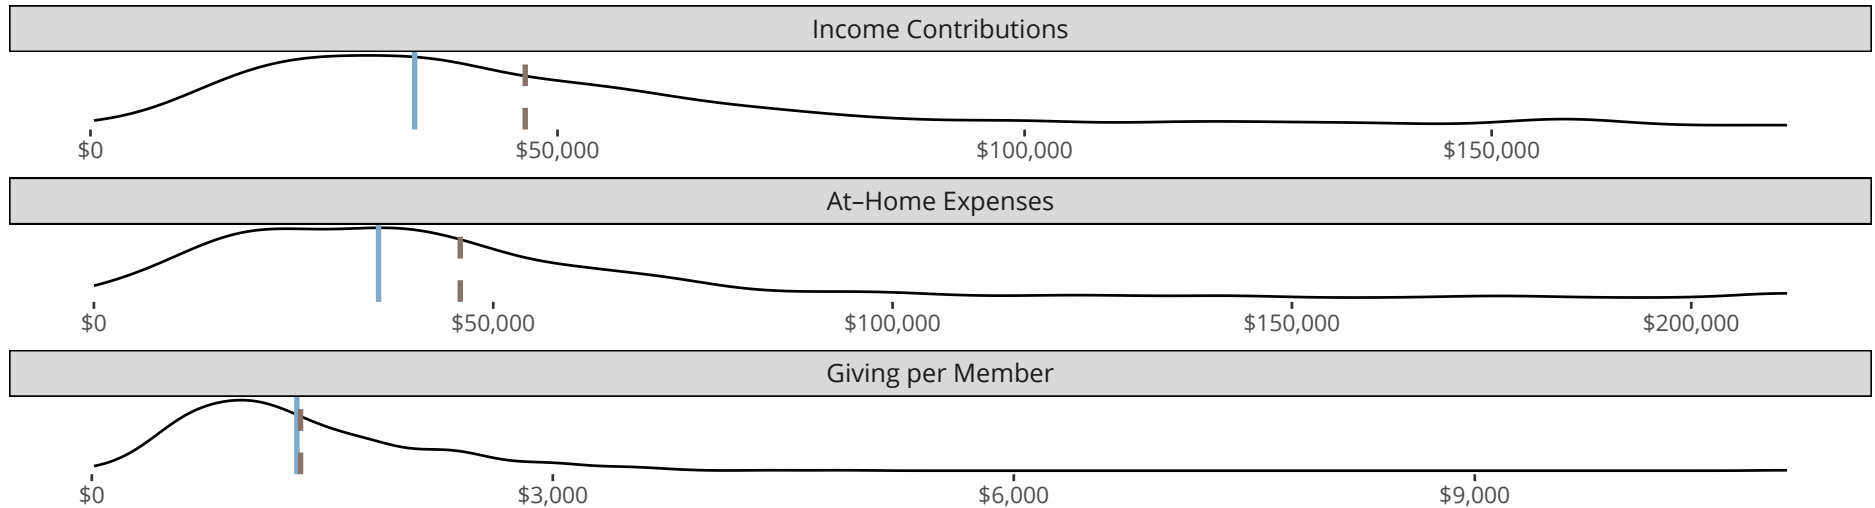 Income Contributions
$0 $50,000 $100,000 $150,000
At–Home Expenses
$0 $50,000 $100,000 $150,000 $200,000
Giving per Member
$0 $3,000 $6,000 $9,000